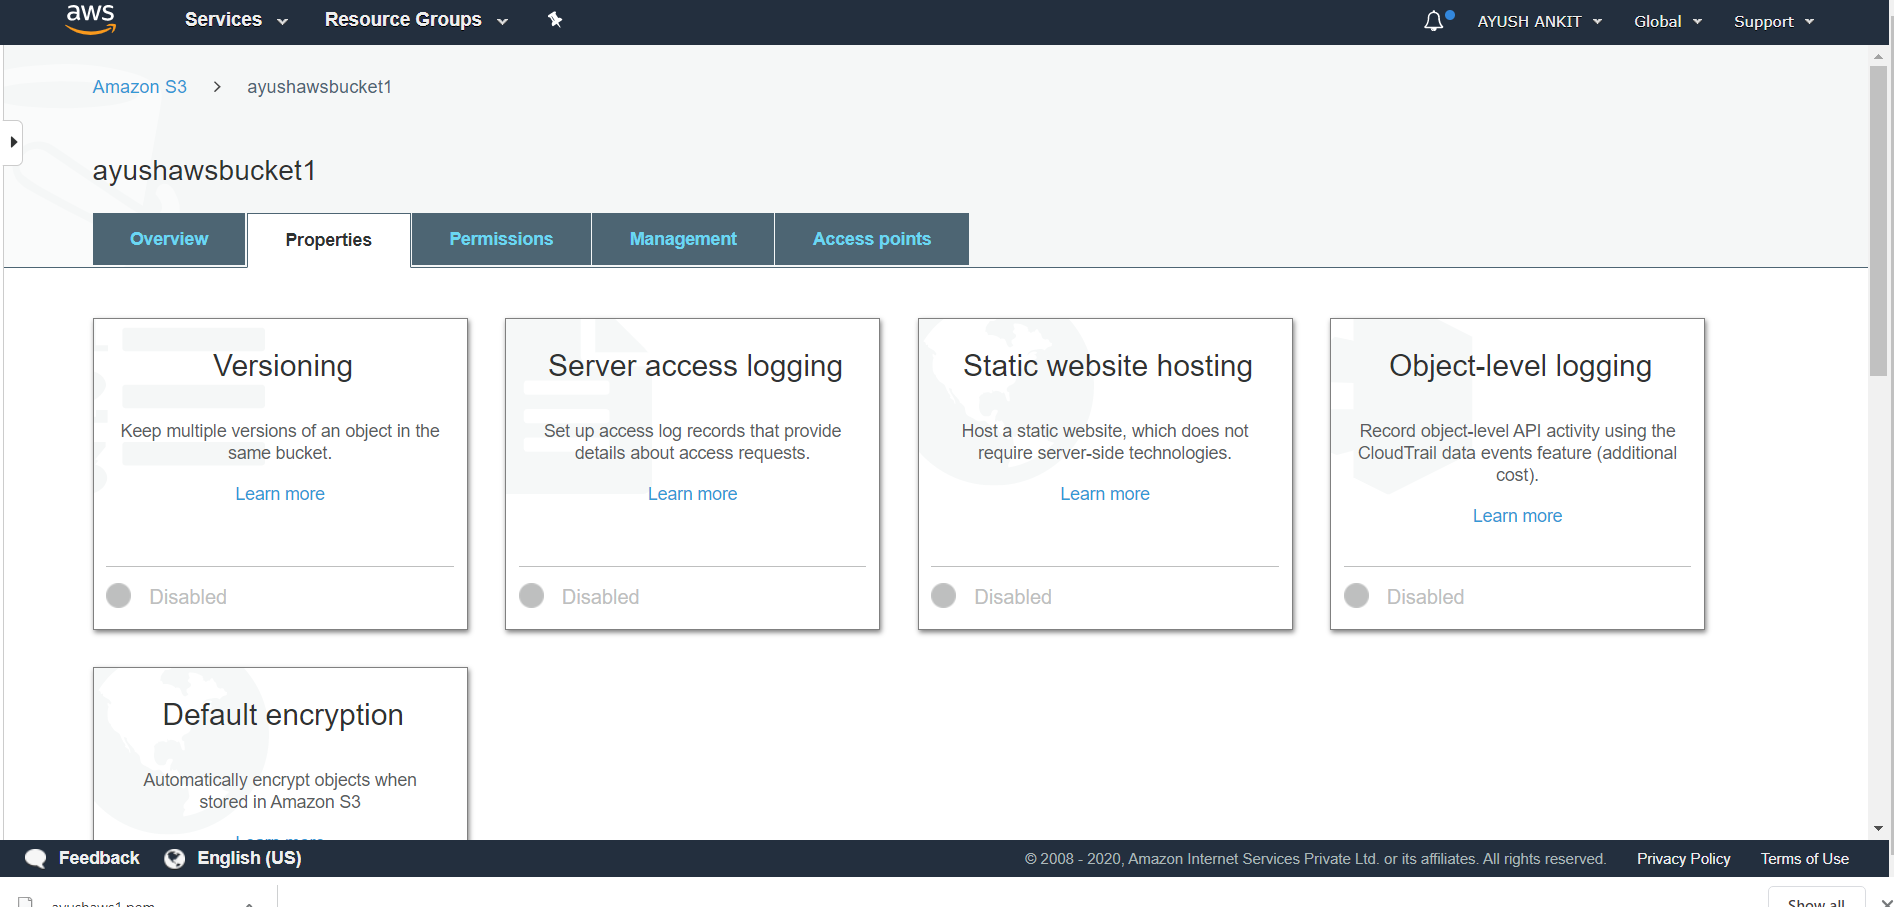 aws Services Resource Groups AYUSH ANKIT Global Support
Amazon S3 > ayushawsbucket1
ayushawsbucket1
Overview Properties Permissions Management Access points
Versioning
Keep multiple versions of an object in the
same bucket.
Learn more
Disabled
Server access logging
Set up access log records that provide
details about access requests.
Learn more
Disabled
Static website hosting
Host a static website, which does not
require server-side technologies.
Learn more
Disabled
Object-level logging
Record object-level API activity using the
CloudTrail data events feature (additional
cost).
Learn more
Disabled
Default encryption
Automatically encrypt objects when
stored in Amazon S3
Learn more
Feedback English (US) © 2008 - 2020, Amazon Internet Services Private Ltd. or its affiliates. All rights reserved. Privacy Policy Terms of Use
ayushaws1.pem Show all